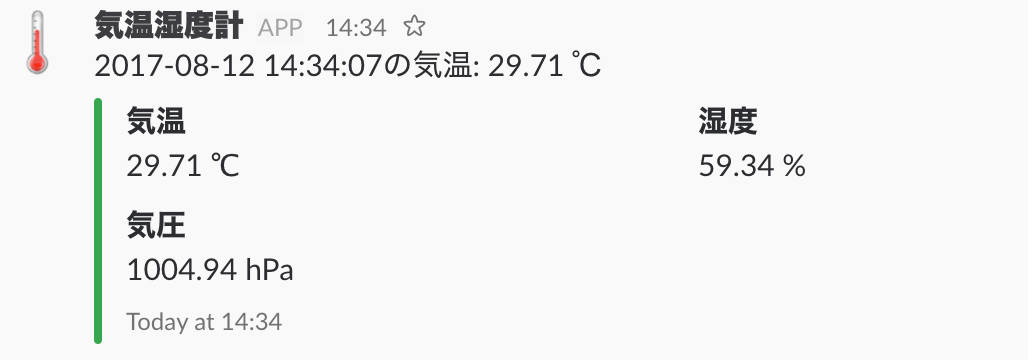 気温湿度計 APP 14:34
2017-08-12 14:34:07の気温: 29.71 ℃
気温 湿度
29.71 ℃ 59.34 %
気圧
1004.94 hPa
Today at 14:34